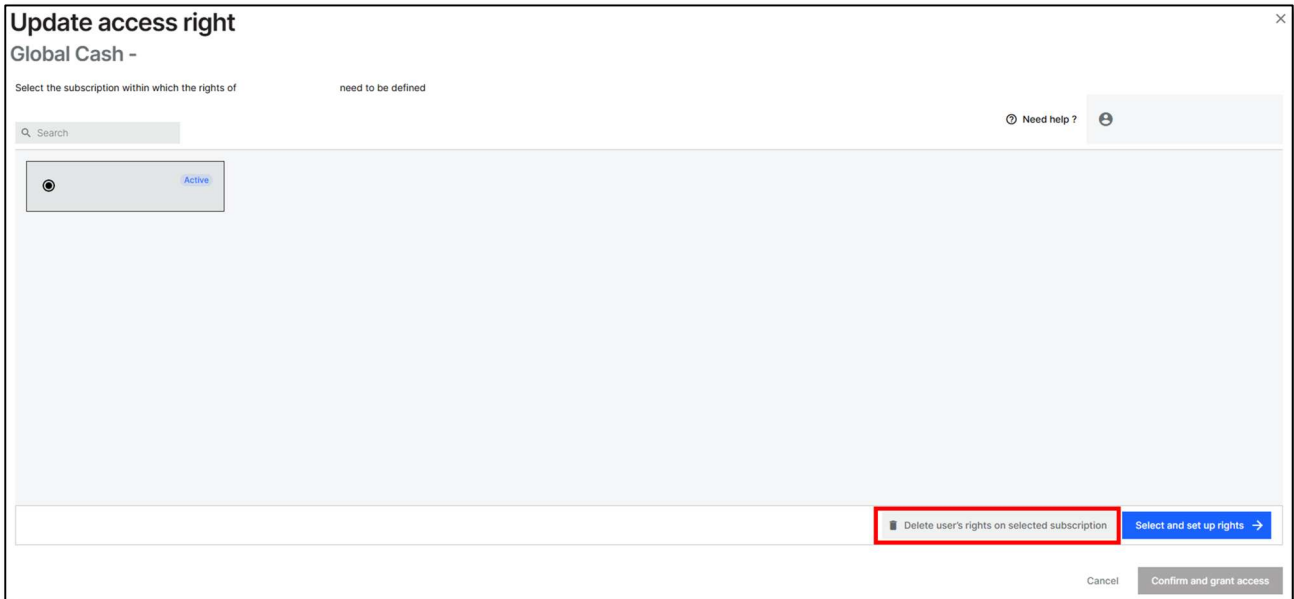 Update access right
Global Cash -
Select the subscription within which the rights of need to be defined
Need help ?
Search
Active
Delete user's rights on selected subscription
Select and set up rights
Cancel
Confirm and grant access